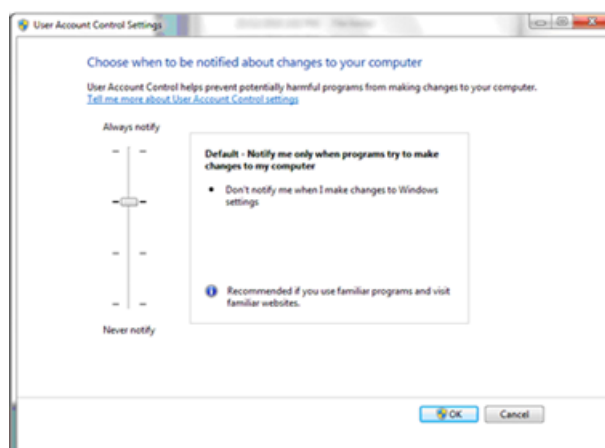 User Account Control Settings
Choose when to be notified about changes to your computer
User Account Control helps prevent potentially harmful programs from making changes to your computer.
Tell me more about User Account Control settings
Always notify
Default - Notify me only when programs try to make
changes to my computer
• Don't notify me when I make changes to Windows
settings
Recommended if you use familiar programs and visit
familiar websites.
Never notify
OK
Cancel